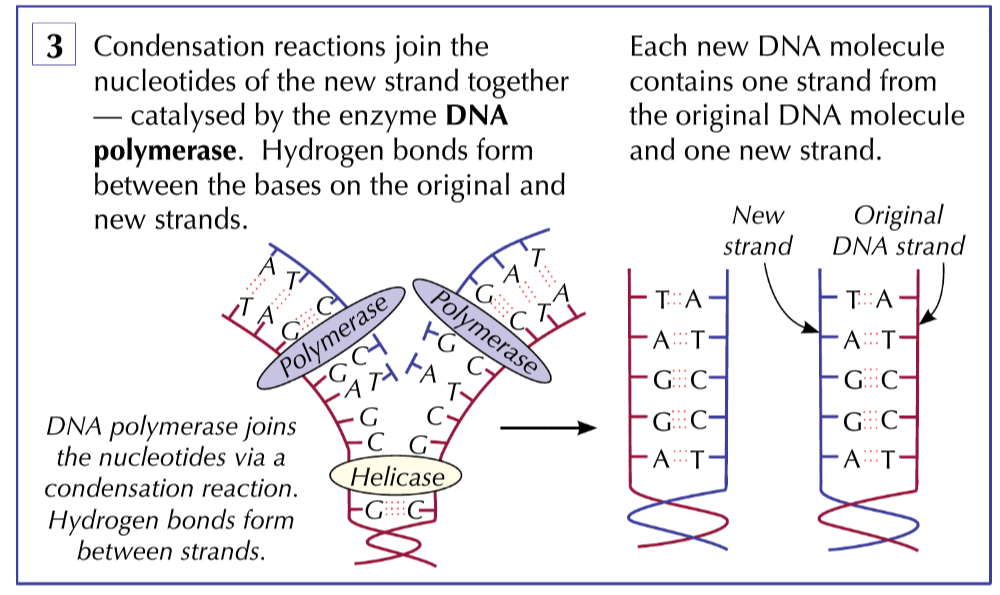 3
Condensation reactions join the
nucleotides of the new strand together
— catalysed by the enzyme DNA
polymerase. Hydrogen bonds form
between the bases on the original and
new strands.
Each new DNA molecule
contains one strand from
the original DNA molecule
and one new strand.
A T C
T A G
Polymerase
G A T
C T A
Polymerase
C T A
C T
G A
G A T
G
C
G A
C T
C
G
Helicase
G C
DNA polymerase joins
the nucleotides via a
condensation reaction.
Hydrogen bonds form
between strands.
New
strand
Original
DNA strand
T A
A T
G C
G C
A T
T A
A T
G C
G C
A T